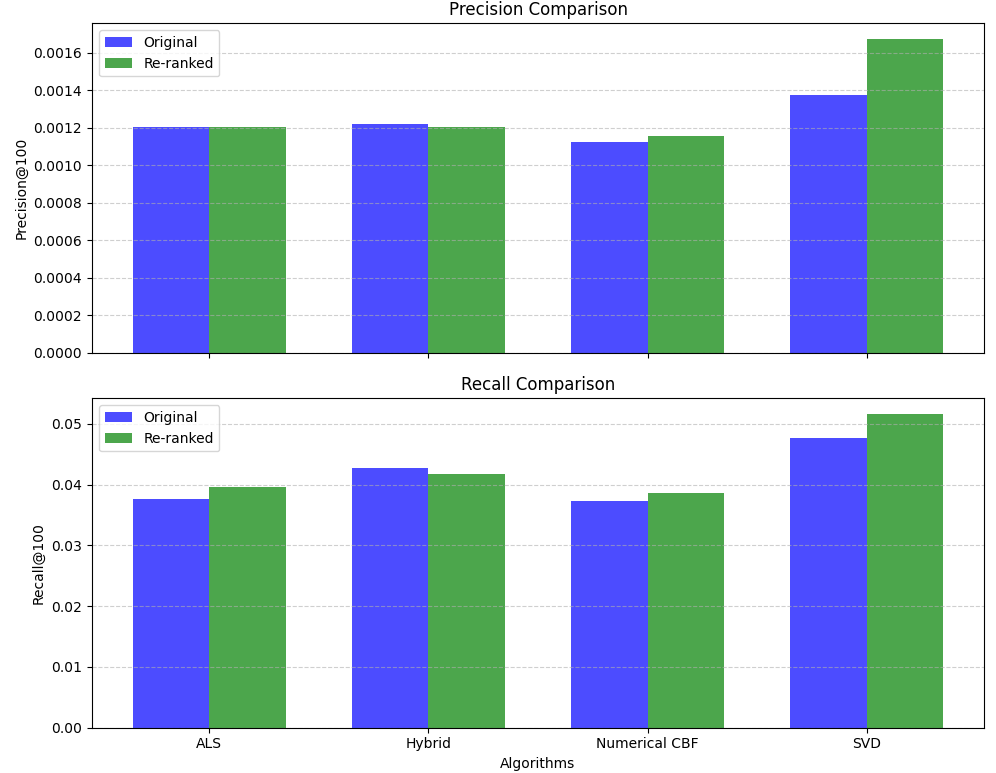 Precision Comparison
Original
Re-ranked
0.0016
0.0014
0.0012
0.0010
0.0008
0.0006
0.0004
0.0002
0.0000
Precision@100
Recall Comparison
Original
Re-ranked
0.05
0.04
0.03
0.02
0.01
0.00
Recall@100
ALS Hybrid Numerical CBF SVD
Algorithms